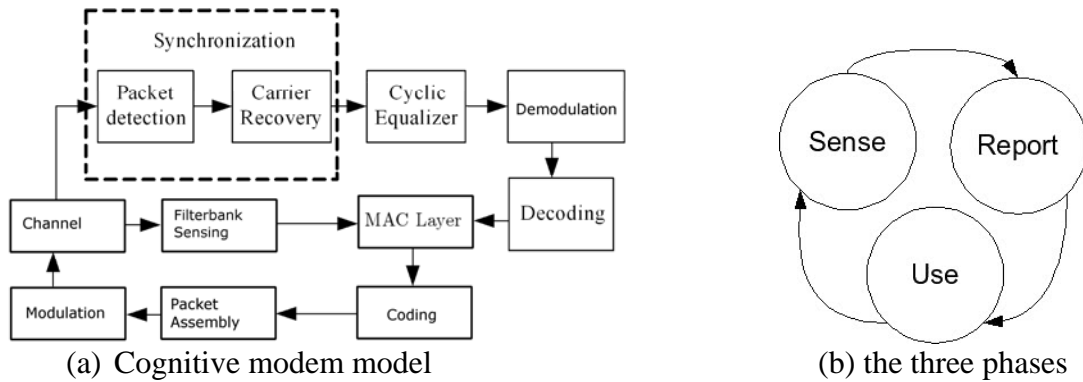 Synchronization
Packet
detection
Carrier
Recovery
Cyclic
Equalizer
Demodulation
Channel
Filterbank
Sensing
MAC Layer
Decoding
Modulation
Packet
Assembly
Coding
(a) Cognitive modem model
Sense
Report
Use
(b) the three phases